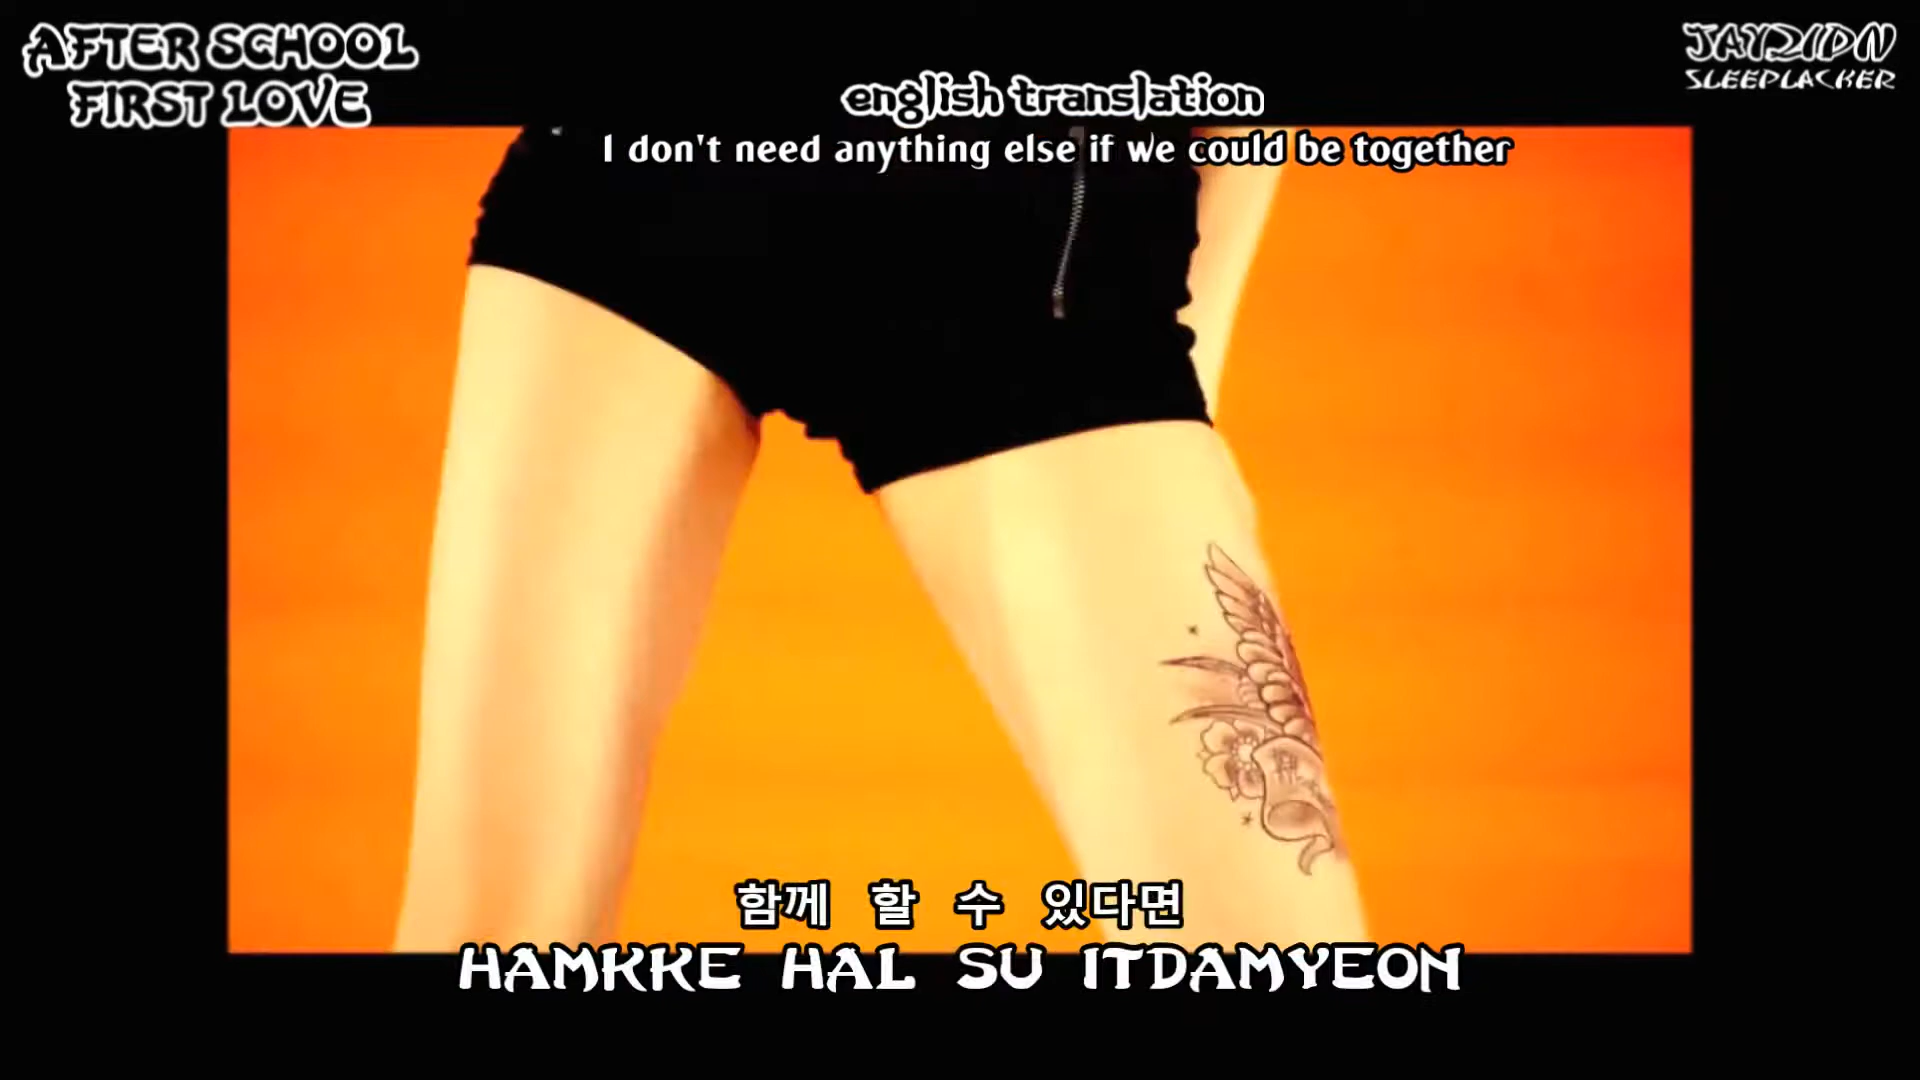 AFTER SCHOOL
FIRST LOVE
JAYZIDN
SLEEPLACKER
english translation
I don't need anything else if we could be together
함께 할 수 있다면
HAMKKE HAL SU ITDAMYEON